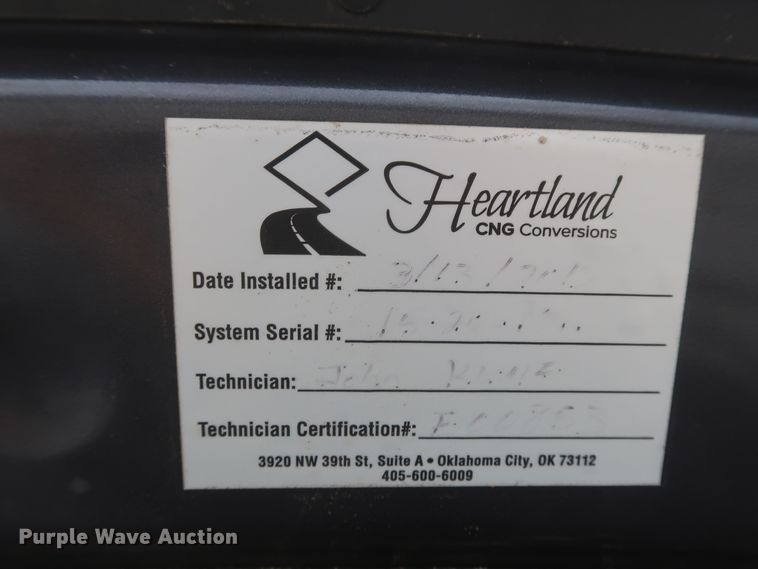 Heartland
CNG Conversions
Date Installed #:
System Serial #:
Technician: John
Technician Certification#:
3920 NW 39th St, Suite A • Oklahoma City, OK 73112
405-600-6009
Purple Wave Auction